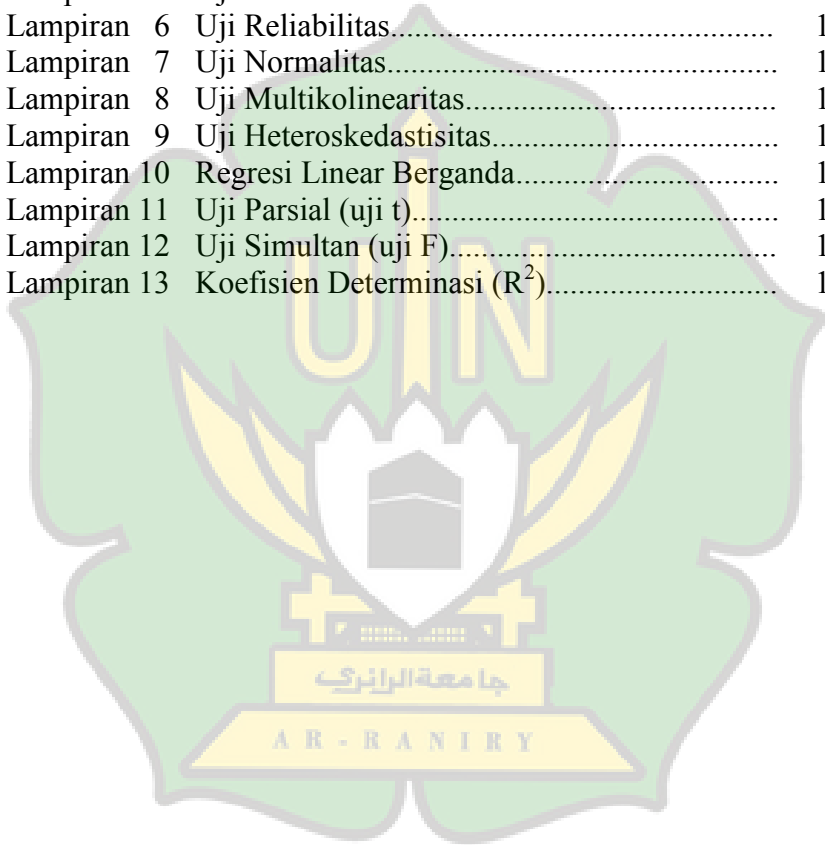 Lampiran 6 Uji Reliabilitas................................................ 1
Lampiran 7 Uji Normalitas................................................. 1
Lampiran 8 Uji Multikolinearitas....................................... 1
Lampiran 9 Uji Heteroskedastisitas.................................... 1
Lampiran 10 Regresi Linear Berganda................................. 1
Lampiran 11 Uji Parsial (uji t).............................................. 1
Lampiran 12 Uji Simultan (uji F)......................................... 1
Lampiran 13 Koefisien Determinasi (R²)............................. 1
UIN
جامعة الرانري
AR-RANIRY